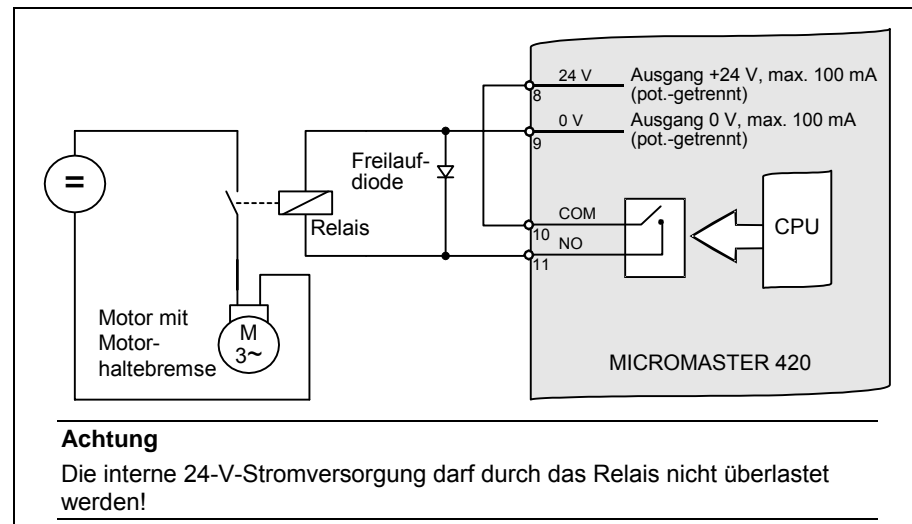 24 V
Ausgang +24 V, max. 100 mA
(pot.-getrennt)
8
0 V
Ausgang 0 V, max. 100 mA
(pot.-getrennt)
9
Freilauf-
diode
=
Relais
COM
10
NO
11
CPU
Motor mit
Motor-
haltebremse
M
3~
MICROMASTER 420
Achtung
Die interne 24-V-Stromversorgung darf durch das Relais nicht überlastet
werden!